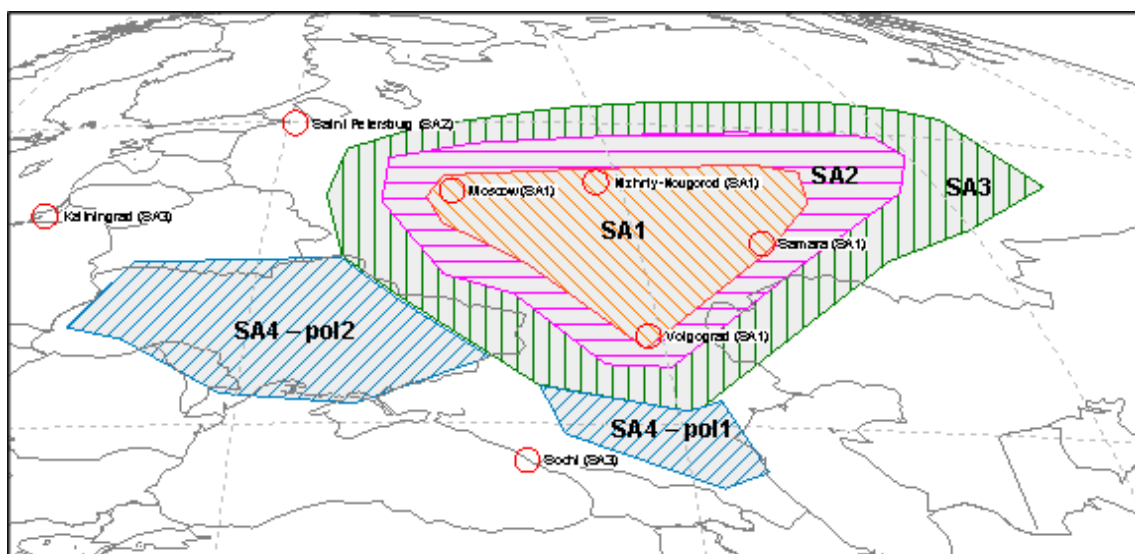 Saint Petersburg (SA2)
SA2
Moscow (SA1)
Nizhniy-Nougorod (SA1)
SA3
Kaliningrad (SA3)
SA1
Samara (SA1)
SA4 – pol2
Volgograd (SA1)
SA4 – pol1
Sochi (SA3)